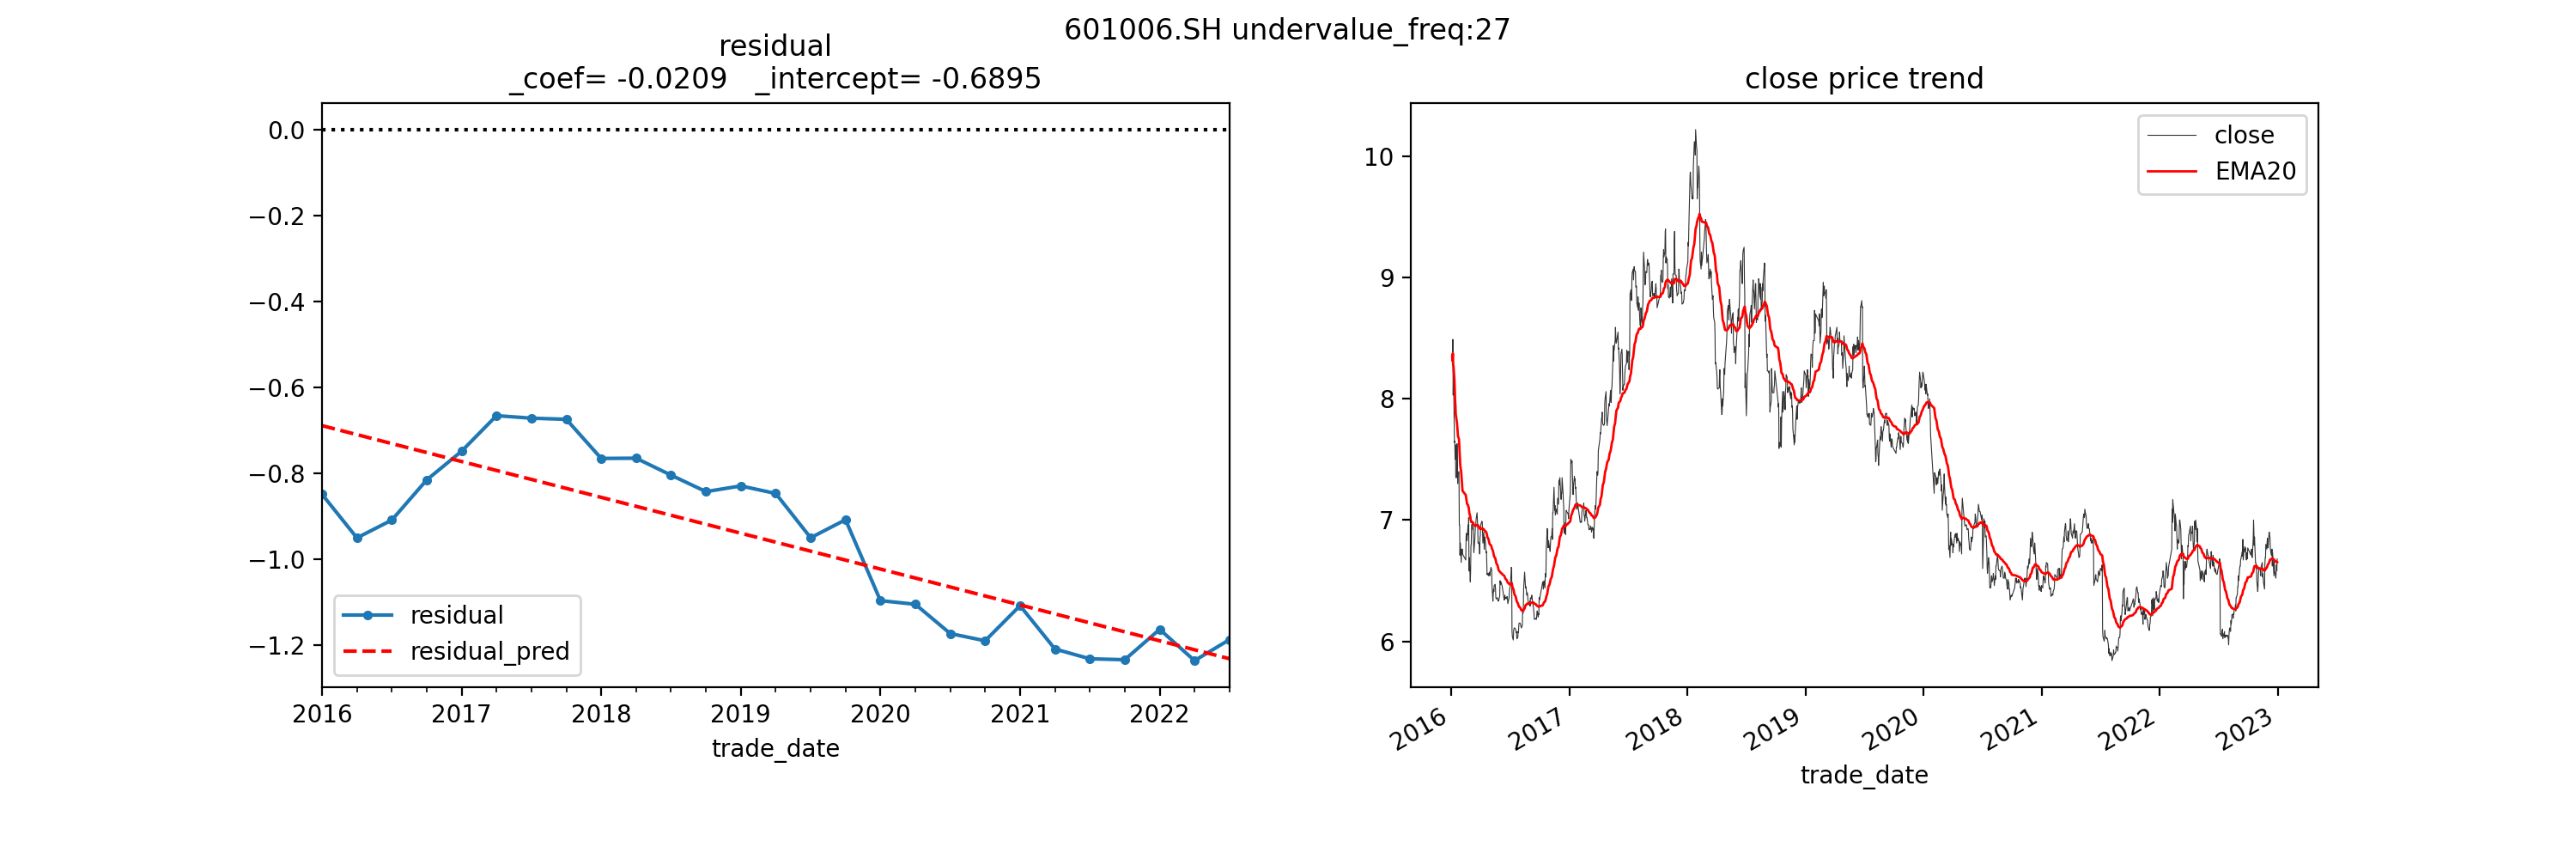 601006.SH undervalue_freq:27
residual
_coef= -0.0209   _intercept= -0.6895
0.0
−0.2
−0.4
−0.6
−0.8
−1.0
−1.2
residual
residual_pred
2016 2017 2018 2019 2020 2021 2022
trade_date
close price trend
10
9
8
7
6
close
EMA20
2016 2017 2018 2019 2020 2021 2022 2023
trade_date